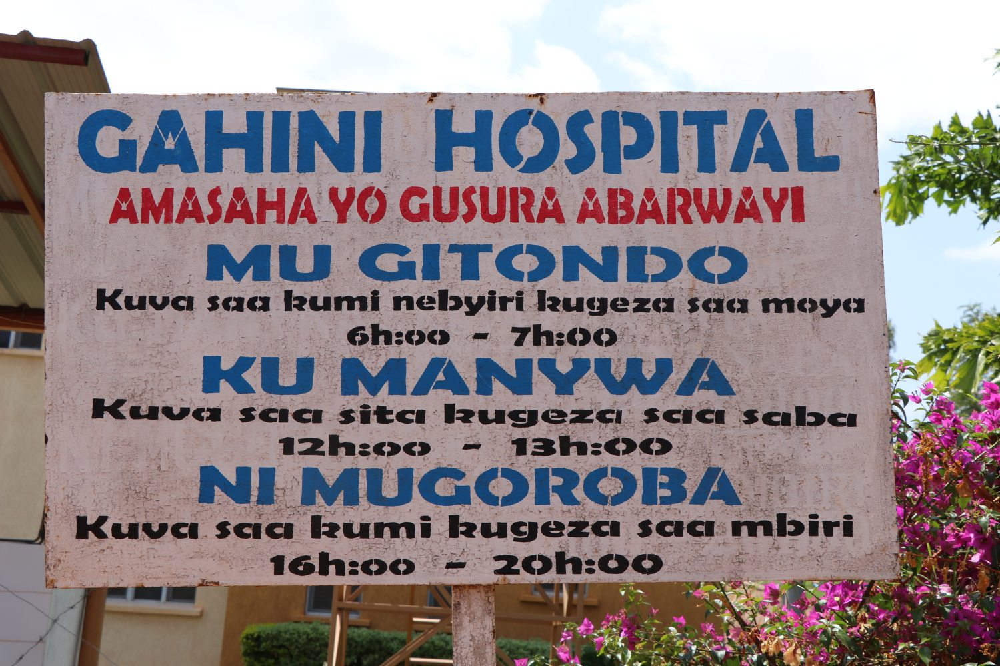 GAHINI HOSPITAL
AMASAHA YO GUSURA ABARWAYI
MU GITONDO
Kuva saa kumi nebyiri kugeza saa moya
6h:00 - 7h:00
KU MANYWA
Kuva saa sita kugeza saa saba
12h:00 - 13h:00
NI MUGOROBA
Kuva saa kumi kugeza saa mbiri
16h:00 - 20h:00